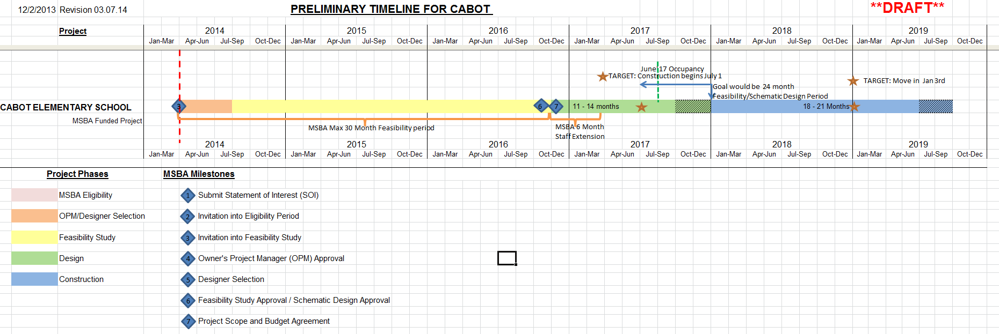 12/2/2013 Revision 03.07.14
PRELIMINARY TIMELINE FOR CABOT
**DRAFT**
Project
2014 2015 2016 2017 2018 2019
Jan-Mar Apr-Jun Jul-Sep Oct-Dec Jan-Mar Apr-Jun Jul-Sep Oct-Dec Jan-Mar Apr-Jun Jul-Sep Oct-Dec Jan-Mar Apr-Jun Jul-Sep Oct-Dec Jan-Mar Apr-Jun Jul-Sep Oct-Dec Jan-Mar Apr-Jun Jul-Sep Oct-Dec
June 17 Occupancy
TARGET: Construction begins July 1
TARGET: Move in Jan 3rd
Goal would be 24 month
Feasibility/Schematic Design Period
CABOT ELEMENTARY SCHOOL
3 6 7 11 - 14 months 18 - 21 Months
MSBA Funded Project
MSBA Max 30 Month Feasibility period
MSBA 6 Month
Staff Extension
2014 2015 2016 2017 2018 2019
Jan-Mar Apr-Jun Jul-Sep Oct-Dec Jan-Mar Apr-Jun Jul-Sep Oct-Dec Jan-Mar Apr-Jun Jul-Sep Oct-Dec Jan-Mar Apr-Jun Jul-Sep Oct-Dec Jan-Mar Apr-Jun Jul-Sep Oct-Dec Jan-Mar Apr-Jun Jul-Sep Oct-Dec
Project Phases
MSBA Eligibility
OPM/Designer Selection
Feasibility Study
Design
Construction
MSBA Milestones
1 Submit Statement of Interest (SOI)
2 Invitation into Eligibility Period
3 Invitation into Feasibility Study
4 Owner's Project Manager (OPM) Approval
5 Designer Selection
6 Feasibility Study Approval / Schematic Design Approval
7 Project Scope and Budget Agreement